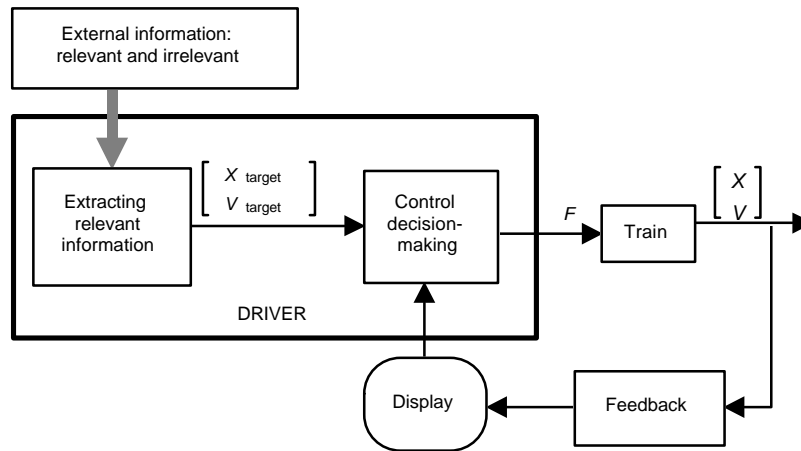 External information:
relevant and irrelevant
Extracting
relevant
information
X target
V target
Control
decision-
making
F
Train
X
V
DRIVER
Display
Feedback